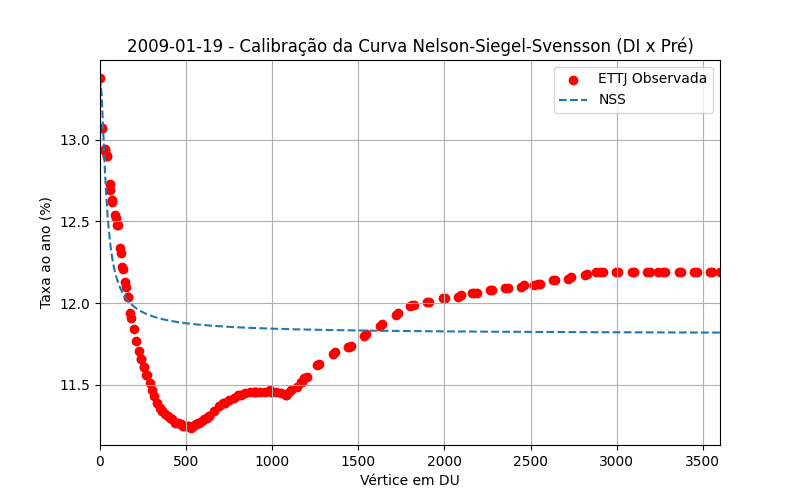 2009-01-19 - Calibração da Curva Nelson-Siegel-Svensson (DI x Pré)
ETTJ Observada
NSS
Taxa ao ano (%)
13.0
12.5
12.0
11.5
0 500 1000 1500 2000 2500 3000 3500
Vértice em DU